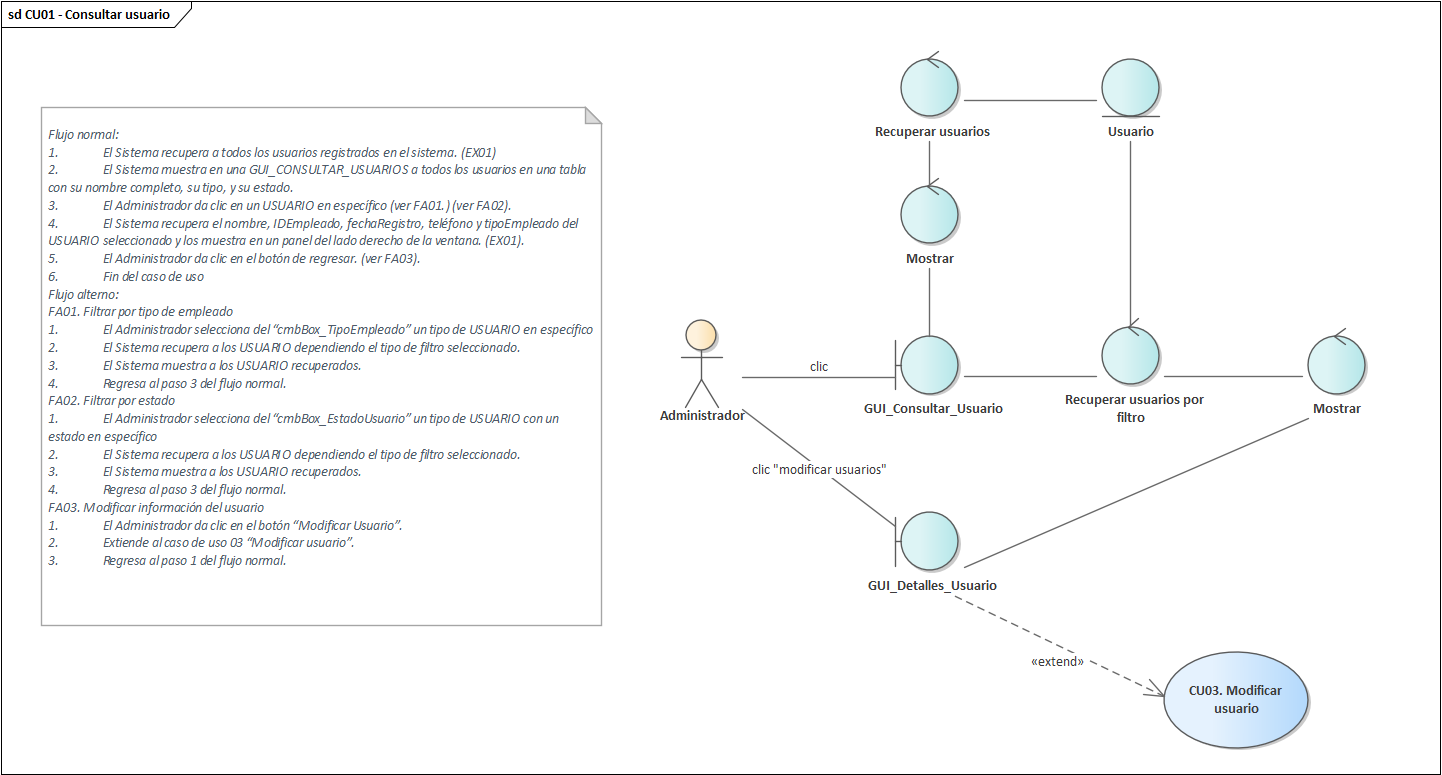 sd CU01 - Consultar usuario
Flujo normal:
1. El Sistema recupera a todos los usuarios registrados en el sistema. (EX01)
2. El Sistema muestra en una GUI_CONSULTAR_USUARIOS a todos los usuarios en una tabla
con su nombre completo, su tipo, y su estado.
3. El Administrador da clic en un USUARIO en específico (ver FA01.) (ver FA02).
4. El Sistema recupera el nombre, IDEmpleado, fechaRegistro, teléfono y tipoEmpleado del
USUARIO seleccionado y los muestra en un panel del lado derecho de la ventana. (EX01).
5. El Administrador da clic en el botón de regresar. (ver FA03).
6. Fin del caso de uso
Flujo alterno:
FA01. Filtrar por tipo de empleado
1. El Administrador selecciona del “cmbBox_TipoEmpleado” un tipo de USUARIO en específico
2. El Sistema recupera a los USUARIO dependiendo el tipo de filtro seleccionado.
3. El Sistema muestra a los USUARIO recuperados.
4. Regresa al paso 3 del flujo normal.
FA02. Filtrar por estado
1. El Administrador selecciona del “cmbBox_EstadoUsuario” un tipo de USUARIO con un
estado en específico
2. El Sistema recupera a los USUARIO dependiendo el tipo de filtro seleccionado.
3. El Sistema muestra a los USUARIO recuperados.
4. Regresa al paso 3 del flujo normal.
FA03. Modificar información del usuario
1. El Administrador da clic en el botón “Modificar Usuario”.
2. Extiende al caso de uso 03 “Modificar usuario”.
3. Regresa al paso 1 del flujo normal.
Recuperar usuarios
Usuario
Mostrar
Administrador
clic
GUI_Consultar_Usuario
Recuperar usuarios por
filtro
Mostrar
clic "modificar usuarios"
GUI_Detalles_Usuario
«extend»
CU03. Modificar
usuario